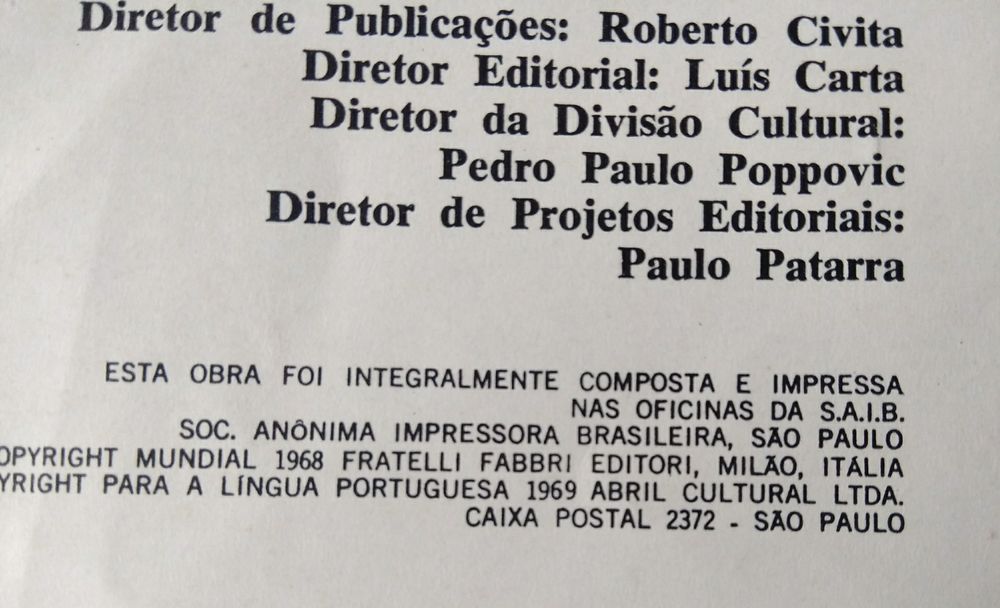 Diretor de Publicações: Roberto Civita
Diretor Editorial: Luís Carta
Diretor da Divisão Cultural:
Pedro Paulo Poppovic
Diretor de Projetos Editoriais:
Paulo Patarra
ESTA OBRA FOI INTEGRALMENTE COMPOSTA E IMPRESSA
NAS OFICINAS DA S.A.I.B.
SOC. ANÔNIMA IMPRESSORA BRASILEIRA, SÃO PAULO
OPYRIGHT MUNDIAL 1968 FRATELLI FABBRI EDITORI, MILÃO, ITÁLIA
YRIGHT PARA A LÍNGUA PORTUGUESA 1969 ABRIL CULTURAL LTDA.
CAIXA POSTAL 2372 - SÃO PAULO